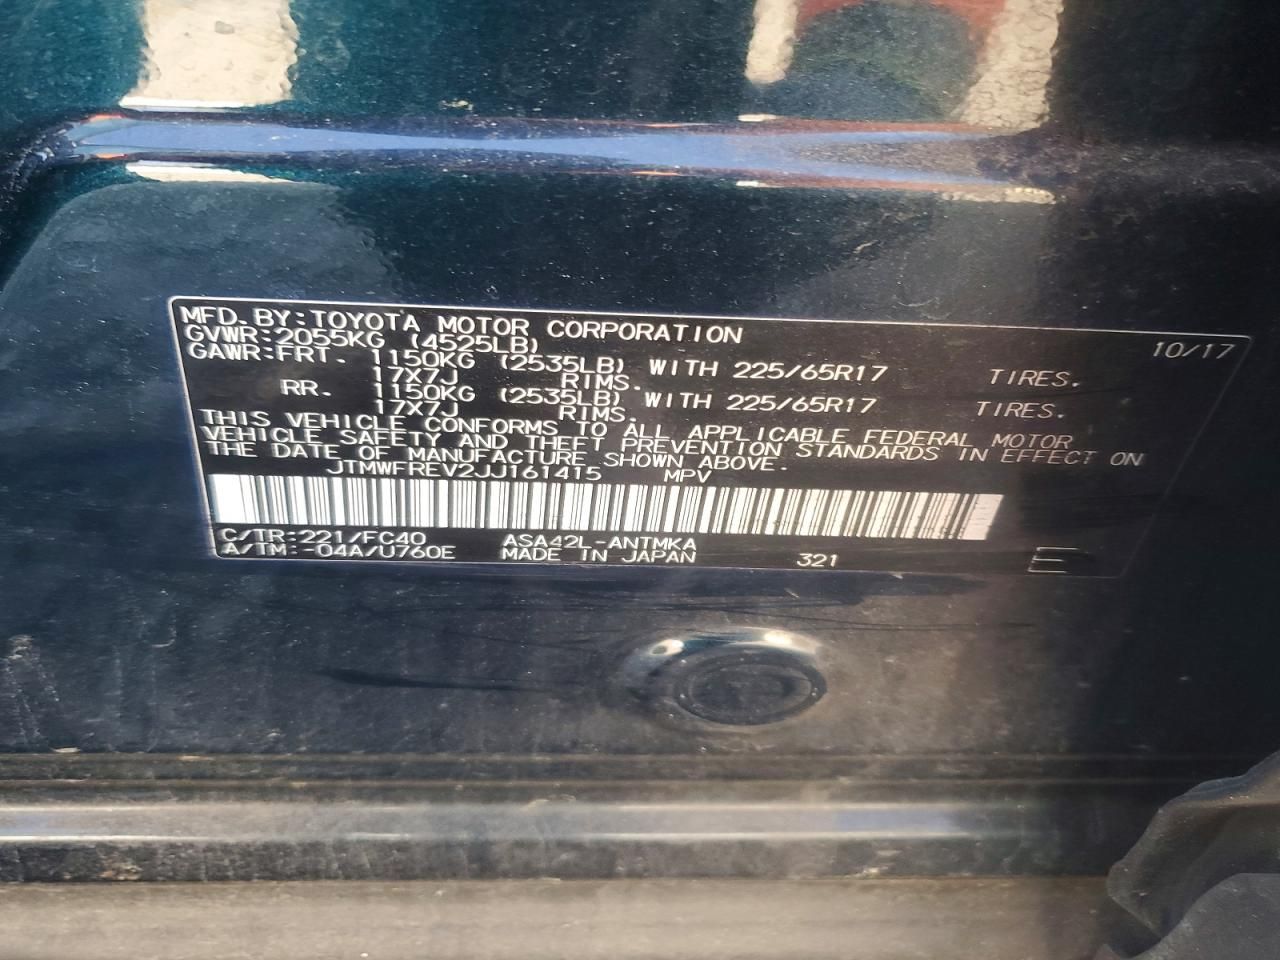 MFD. BY: TOYOTA MOTOR CORPORATION 10/17
GVWR: 2055KG (4525LB)
GAWR: FRT. 1150KG (2535LB) WITH 225/65R17 TIRES.
17X7J RIMS.
RR. 1150KG (2535LB) WITH 225/65R17 TIRES.
17X7J RIMS.
THIS VEHICLE CONFORMS TO ALL APPLICABLE FEDERAL MOTOR
VEHICLE SAFETY AND THEFT PREVENTION STANDARDS IN EFFECT ON
THE DATE OF MANUFACTURE SHOWN ABOVE.
JTMWFREV2JJ161415 MPV
C/TR: 221/FC40 ASA42L-ANTMKA
A/TM: -04A/U760E MADE IN JAPAN 321 E